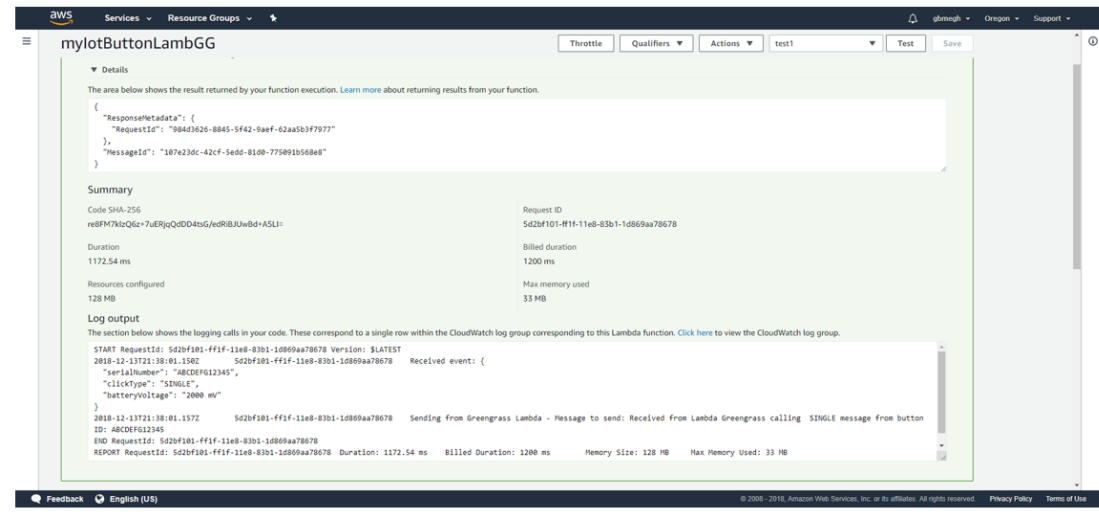 aws Services Resource Groups gbmegh Oregon Support
myIotButtonLambGG Throttle Qualifiers Actions test1 Test Save
Details
The area below shows the result returned by your function execution. Learn more about returning results from your function.
{
"ResponseMetadata": {
"RequestId": "984d3626-8845-5f42-9aef-62aa5b3f7977"
},
"MessageId": "107e23dc-42cf-5edd-81d0-775091b568e8"
}
Summary
Code SHA-256 Request ID
re8FM7klzQ6z+7uERjqQdDD4tsG/edRiBJUwBd+A5LI= 5d2bf101-ff1f-11e8-83b1-1d869aa78678
Duration Billed duration
1172.54 ms 1200 ms
Resources configured Max memory used
128 MB 33 MB
Log output
The section below shows the logging calls in your code. These correspond to a single row within the CloudWatch log group corresponding to this Lambda function. Click here to view the CloudWatch log group.
START RequestId: 5d2bf101-ff1f-11e8-83b1-1d869aa78678 Version: $LATEST
2018-12-13T21:38:01.150Z 5d2bf101-ff1f-11e8-83b1-1d869aa78678 Received event: {
"serialNumber": "ABCDEFG12345",
"clickType": "SINGLE",
"batteryVoltage": "2000 mV"
}
2018-12-13T21:38:01.157Z 5d2bf101-ff1f-11e8-83b1-1d869aa78678 Sending from Greengrass Lambda - Message to send: Received from Lambda Greengrass calling SINGLE message from button
ID: ABCDEFG12345
END RequestId: 5d2bf101-ff1f-11e8-83b1-1d869aa78678
REPORT RequestId: 5d2bf101-ff1f-11e8-83b1-1d869aa78678 Duration: 1172.54 ms Billed Duration: 1200 ms Memory Size: 128 MB Max Memory Used: 33 MB
Feedback English (US) © 2008 - 2018, Amazon Web Services, Inc. or its affiliates. All rights reserved. Privacy Policy Terms of Use